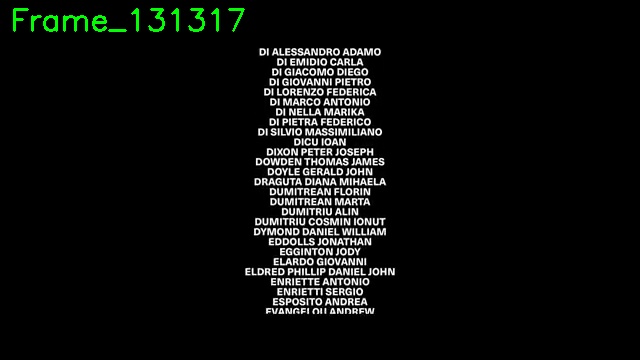 Frame_131317
DI ALESSANDRO ADAMO
DI EMIDIO CARLA
DI GIACOMO DIEGO
DI GIOVANNI PIETRO
DI LORENZO FEDERICA
DI MARCO ANTONIO
DI NELLA MARIKA
DI PIETRA FEDERICO
DI SILVIO MASSIMILIANO
DICU IOAN
DIXON PETER JOSEPH
DOWDEN THOMAS JAMES
DOYLE GERALD JOHN
DRAGUTA DIANA MIHAELA
DUMITREAN FLORIN
DUMITREAN MARTA
DUMITRIU ALIN
DUMITRIU COSMIN IONUT
DYMOND DANIEL WILLIAM
EDDOLLS JONATHAN
EGGINTON JODY
ELARDO GIOVANNI
ELDRED PHILLIP DANIEL JOHN
ENRIETTE ANTONIO
ENRIETTI SERGIO
ESPOSITO ANDREA
EVANGELOU ANDREW